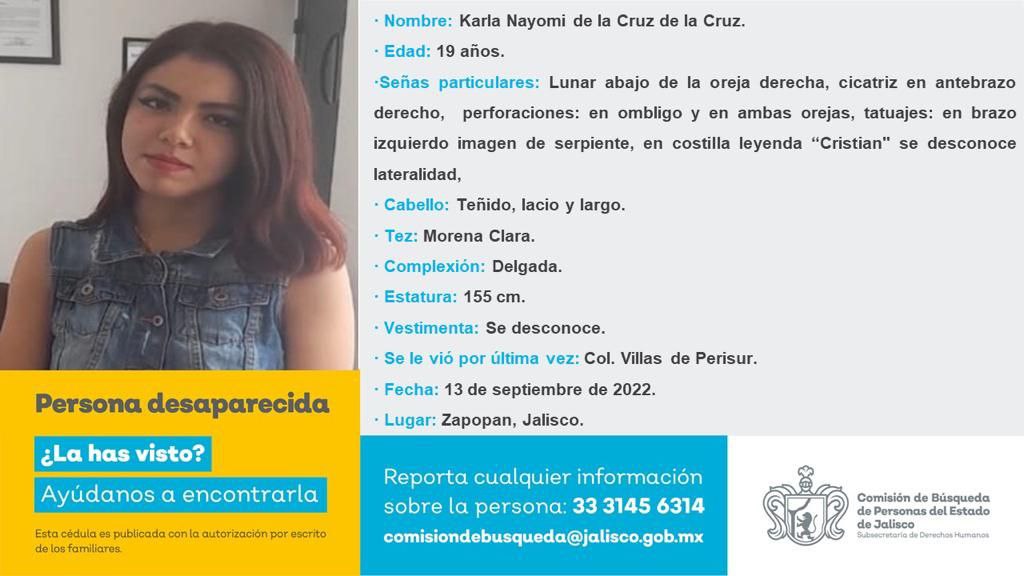 · Nombre: Karla Nayomi de la Cruz de la Cruz.
· Edad: 19 años.
·Señas particulares: Lunar abajo de la oreja derecha, cicatriz en antebrazo
derecho, perforaciones: en ombligo y en ambas orejas, tatuajes: en brazo
izquierdo imagen de serpiente, en costilla leyenda “Cristian" se desconoce
lateralidad,
· Cabello: Teñido, lacio y largo.
· Tez: Morena Clara.
· Complexión: Delgada.
· Estatura: 155 cm.
· Vestimenta: Se desconoce.
· Se le vió por última vez: Col. Villas de Perisur.
· Fecha: 13 de septiembre de 2022.
· Lugar: Zapopan, Jalisco.
Persona desaparecida
¿La has visto?
Ayúdanos a encontrarla
Esta cédula es publicada con la autorización por escrito
de los familiares.
Reporta cualquier información
sobre la persona: 33 3145 6314
comisiondebusqueda@jalisco.gob.mx
Comisión de Búsqueda
de Personas del Estado
de Jalisco
Subsecretaría de Derechos Humanos